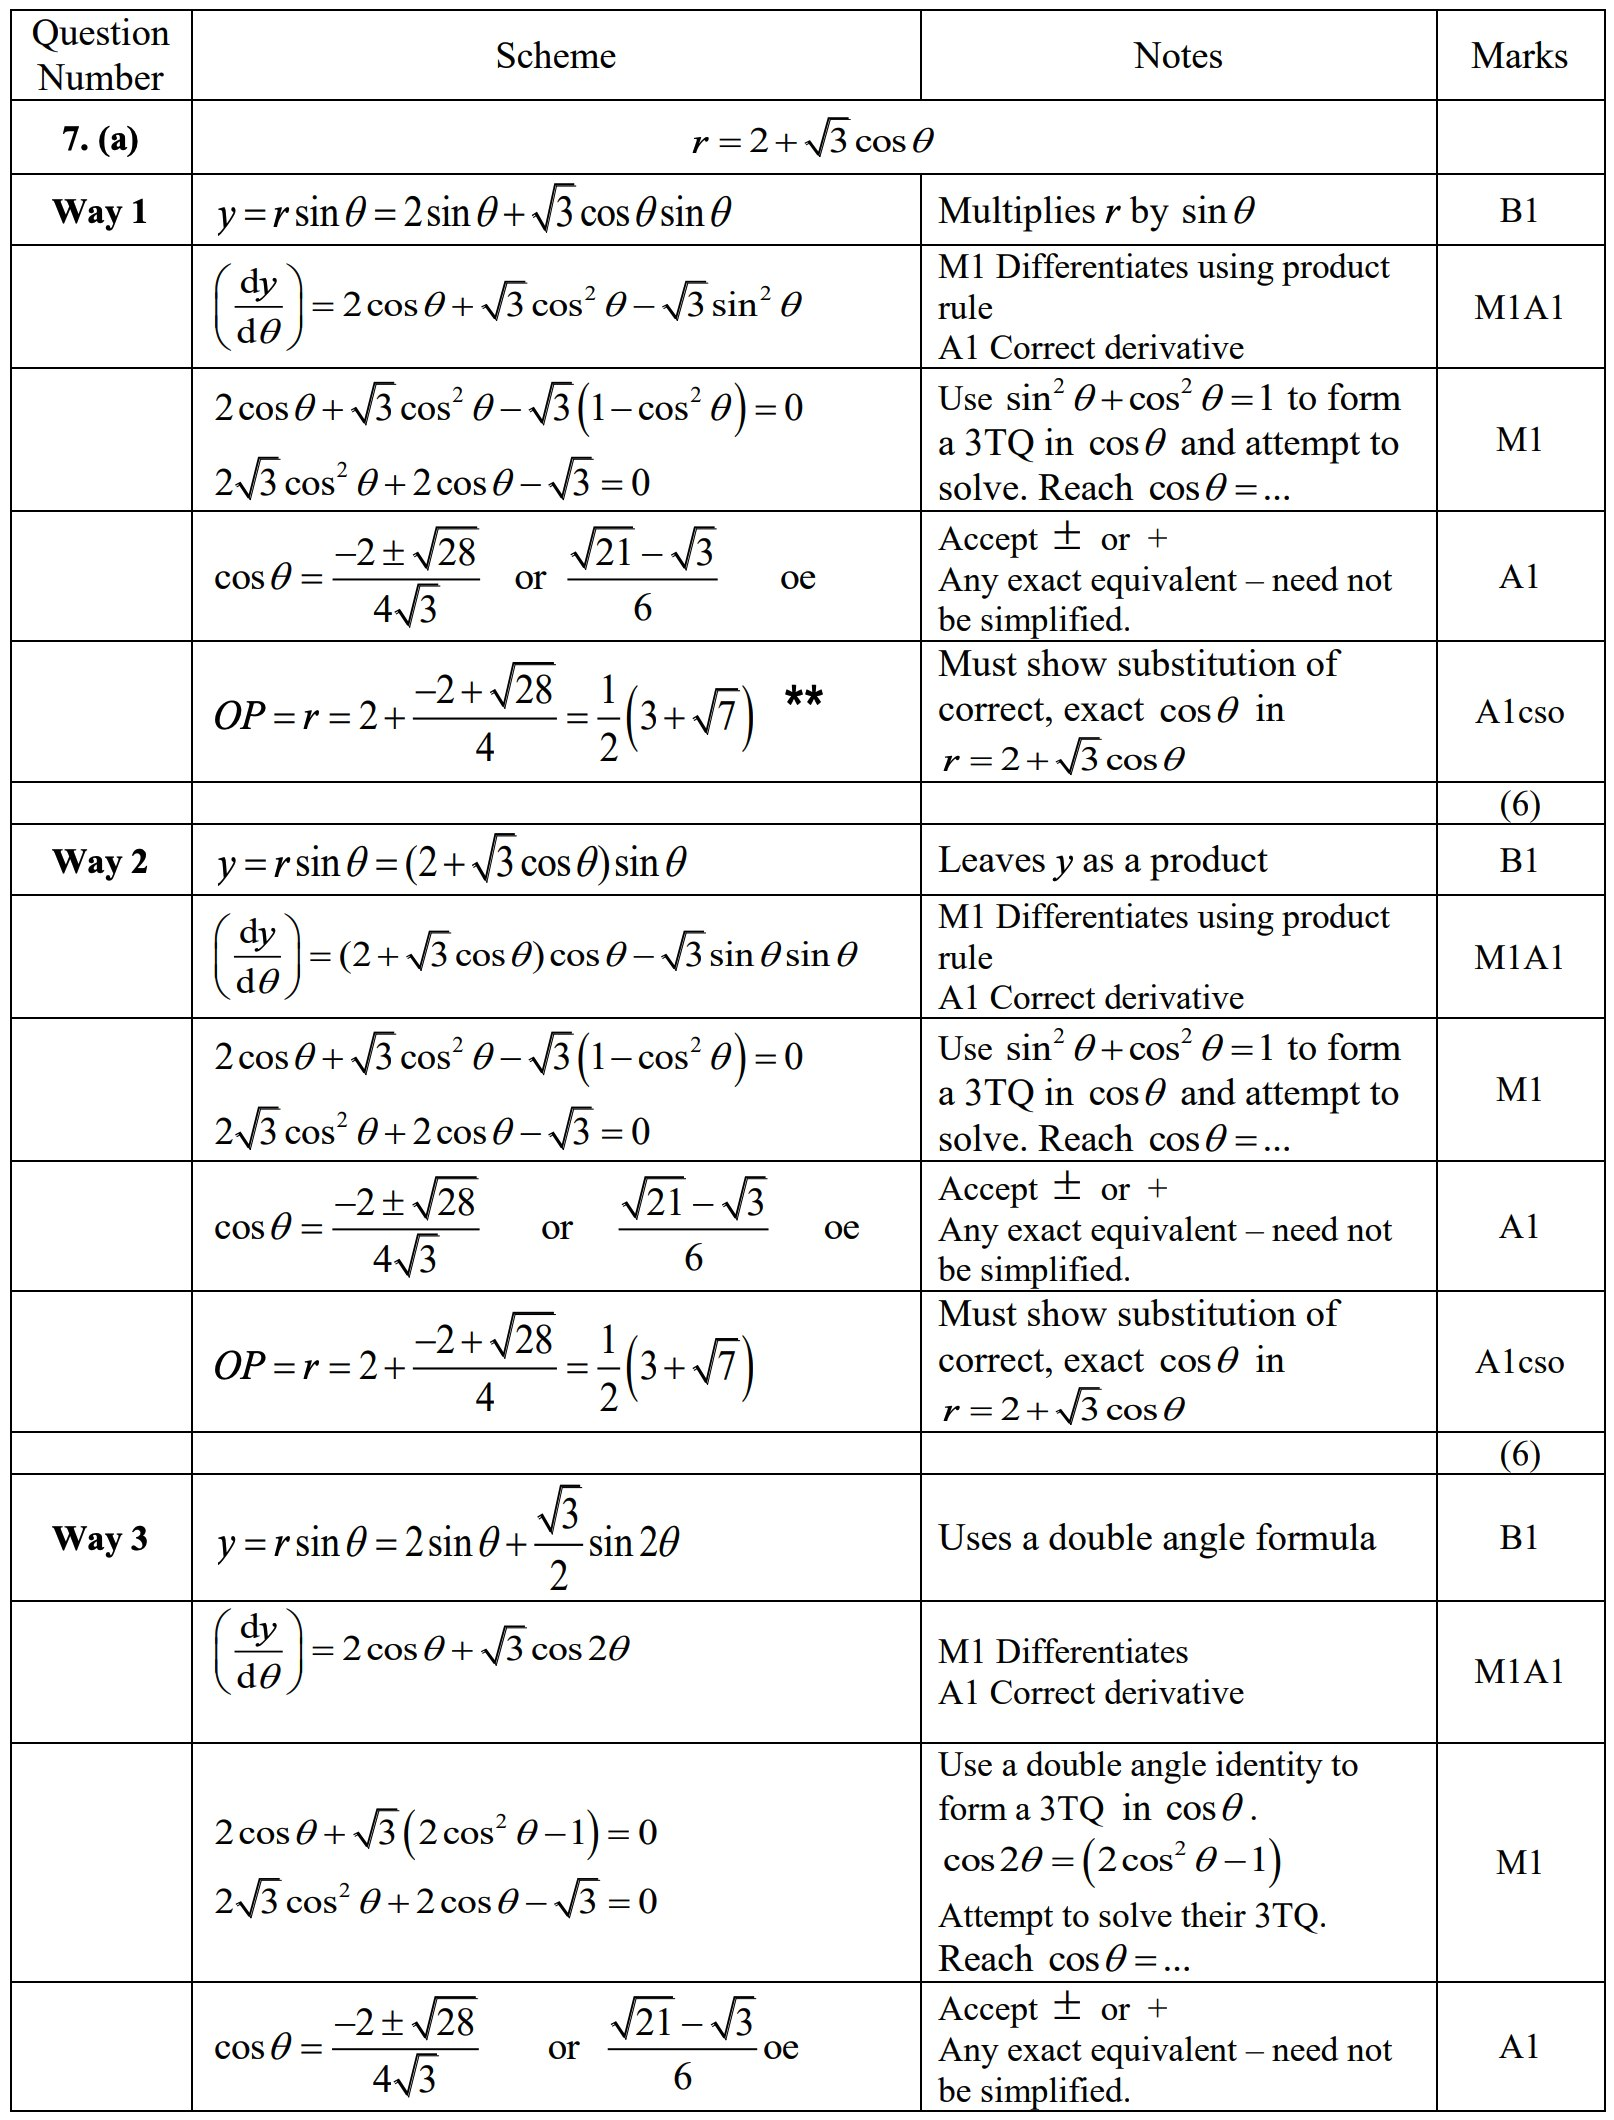 Question Number | Scheme | Notes | Marks
7. (a) | r = 2 + √3 cos θ
Way 1 | y = r sin θ = 2 sin θ + √3 cos θ sin θ | Multiplies r by sin θ | B1
(dy/dθ) = 2 cos θ + √3 cos² θ − √3 sin² θ | M1 Differentiates using product
rule
A1 Correct derivative | M1A1
2 cos θ + √3 cos² θ − √3(1 − cos² θ) = 0
2√3 cos² θ + 2 cos θ − √3 = 0 | Use sin² θ + cos² θ = 1 to form
a 3TQ in cos θ and attempt to
solve. Reach cos θ = ... | M1
cos θ = (−2 ± √28)/(4√3) or (√21 − √3)/6 oe | Accept ± or +
Any exact equivalent – need not
be simplified. | A1
OP = r = 2 + (−2 + √28)/4 = 1/2 (3 + √7) ** | Must show substitution of
correct, exact cos θ in
r = 2 + √3 cos θ | A1cso
(6)
Way 2 | y = r sin θ = (2 + √3 cos θ) sin θ | Leaves y as a product | B1
(dy/dθ) = (2 + √3 cos θ) cos θ − √3 sin θ sin θ | M1 Differentiates using product
rule
A1 Correct derivative | M1A1
2 cos θ + √3 cos² θ − √3(1 − cos² θ) = 0
2√3 cos² θ + 2 cos θ − √3 = 0 | Use sin² θ + cos² θ = 1 to form
a 3TQ in cos θ and attempt to
solve. Reach cos θ = ... | M1
cos θ = (−2 ± √28)/(4√3) or (√21 − √3)/6 oe | Accept ± or +
Any exact equivalent – need not
be simplified. | A1
OP = r = 2 + (−2 + √28)/4 = 1/2 (3 + √7) | Must show substitution of
correct, exact cos θ in
r = 2 + √3 cos θ | A1cso
(6)
Way 3 | y = r sin θ = 2 sin θ + √3/2 sin 2θ | Uses a double angle formula | B1
(dy/dθ) = 2 cos θ + √3 cos 2θ | M1 Differentiates
A1 Correct derivative | M1A1
2 cos θ + √3(2 cos² θ − 1) = 0
2√3 cos² θ + 2 cos θ − √3 = 0 | Use a double angle identity to
form a 3TQ in cos θ .
cos 2θ = (2 cos² θ − 1)
Attempt to solve their 3TQ.
Reach cos θ = ... | M1
cos θ = (−2 ± √28)/(4√3) or (√21 − √3)/6 oe | Accept ± or +
Any exact equivalent – need not
be simplified. | A1